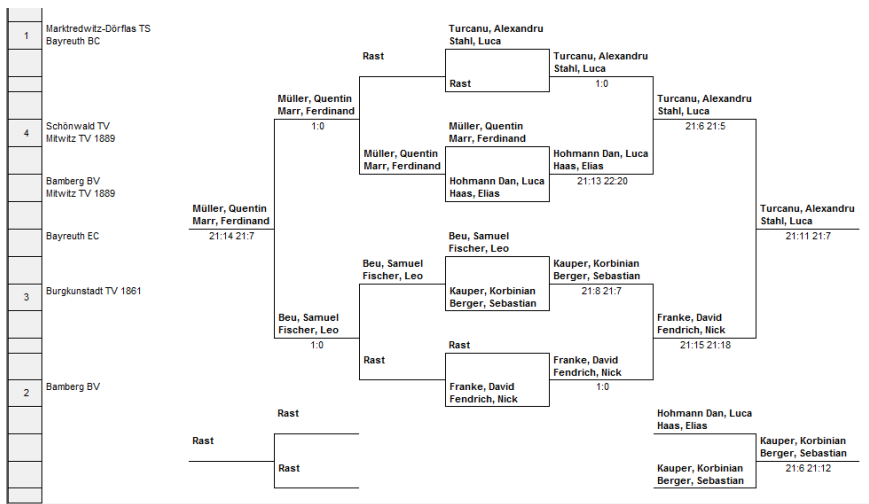 Marktredwitz-Dörflas TS
Turcanu, Alexandru
1
Bayreuth BC
Stahl, Luca
Rast
Turcanu, Alexandru
Stahl, Luca
Rast
1:0
Müller, Quentin
Turcanu, Alexandru
Marr, Ferdinand
Stahl, Luca
4
Schönwald TV
1:0
Müller, Quentin
21:6 21:5
Mitwitz TV 1889
Marr, Ferdinand
Müller, Quentin
Hohmann Dan, Luca
Marr, Ferdinand
Haas, Elias
Bamberg BV
Hohmann Dan, Luca
21:13 22:20
Mitwitz TV 1889
Haas, Elias
Müller, Quentin
Turcanu, Alexandru
Marr, Ferdinand
Stahl, Luca
Bayreuth EC
21:14 21:7
Beu, Samuel
21:11 21:7
Fischer, Leo
Beu, Samuel
Kauper, Korbinian
Fischer, Leo
Berger, Sebastian
3
Burgkunstadt TV 1861
Kauper, Korbinian
21:8 21:7
Berger, Sebastian
Beu, Samuel
Franke, David
Fischer, Leo
Fendrich, Nick
1:0
Rast
21:15 21:18
Rast
Franke, David
Fendrich, Nick
2
Bamberg BV
Franke, David
1:0
Fendrich, Nick
Rast
Hohmann Dan, Luca
Haas, Elias
Rast
Kauper, Korbinian
Berger, Sebastian
Rast
Kauper, Korbinian
21:6 21:12
Berger, Sebastian